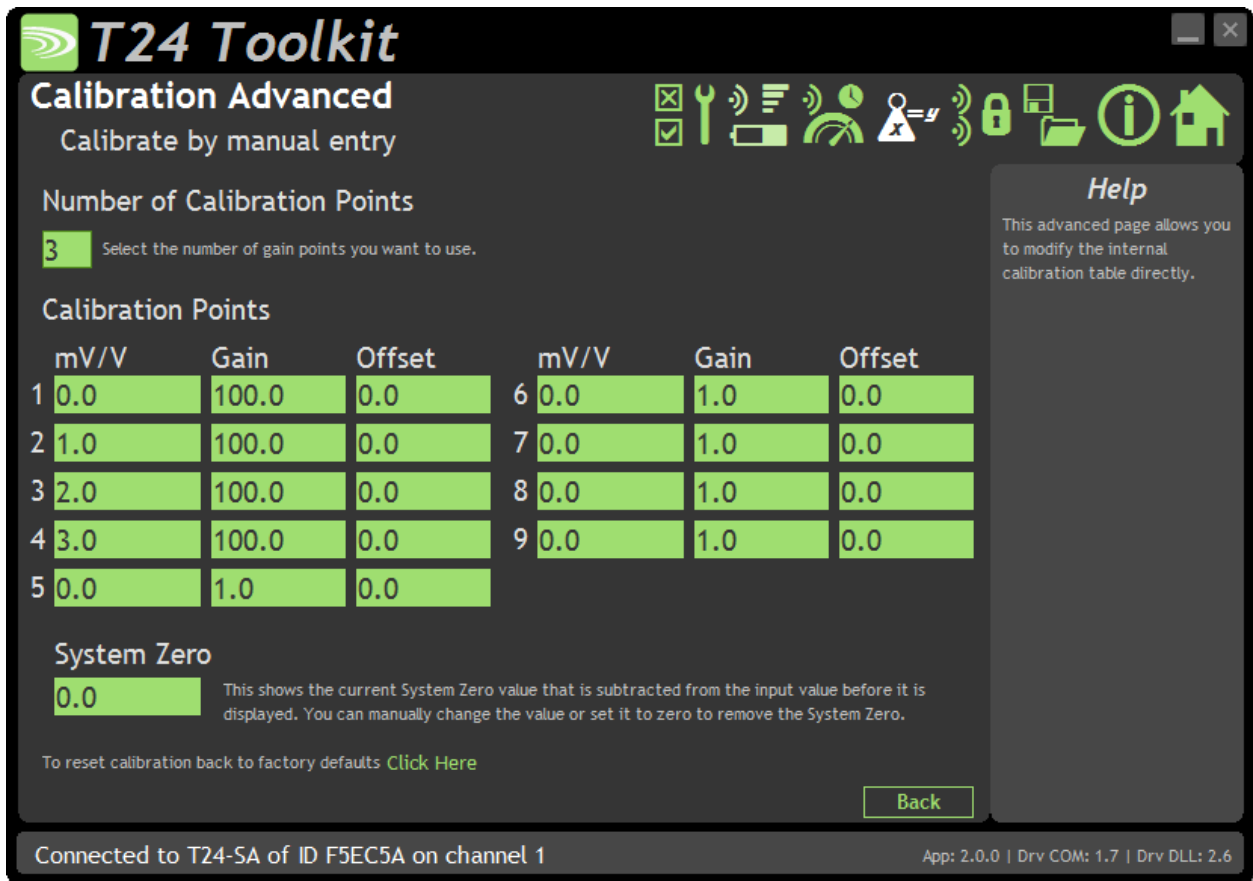 T24 Toolkit
Calibration Advanced
Calibrate by manual entry
x=y
Number of Calibration Points
3 Select the number of gain points you want to use.
Calibration Points
mV/V Gain Offset mV/V Gain Offset
1 0.0 100.0 0.0 6 0.0 1.0 0.0
2 1.0 100.0 0.0 7 0.0 1.0 0.0
3 2.0 100.0 0.0 8 0.0 1.0 0.0
4 3.0 100.0 0.0 9 0.0 1.0 0.0
5 0.0 1.0 0.0
System Zero
0.0 This shows the current System Zero value that is subtracted from the input value before it is
displayed. You can manually change the value or set it to zero to remove the System Zero.
To reset calibration back to factory defaults Click Here
Back
Help
This advanced page allows you
to modify the internal
calibration table directly.
Connected to T24-SA of ID F5EC5A on channel 1 App: 2.0.0 | Drv COM: 1.7 | Drv DLL: 2.6